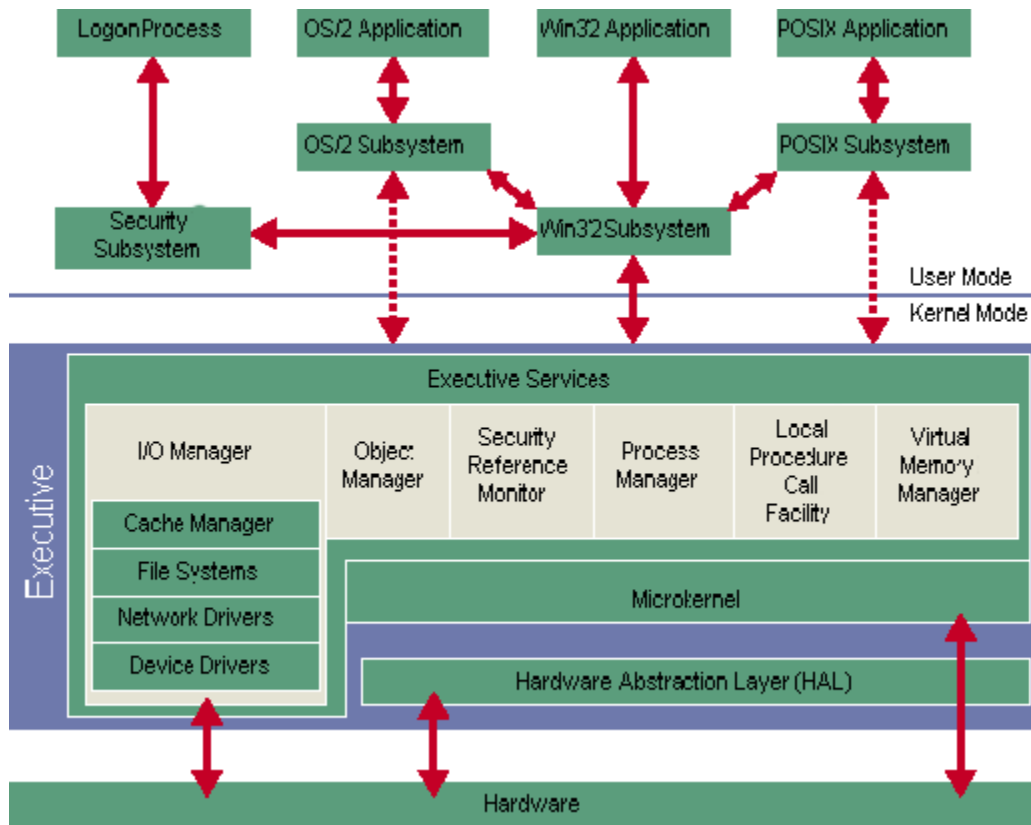 LogonProcess
OS/2 Application
Win32 Application
POSIX Application
OS/2 Subsystem
POSIX Subsystem
Security
Subsystem
Win32Subsystem
User Mode
Kernel Mode
Executive
Executive Services
I/O Manager
Cache Manager
File Systems
Network Drivers
Device Drivers
Object
Manager
Security
Reference
Monitor
Process
Manager
Local
Procedure
Call
Facility
Virtual
Memory
Manager
Microkernel
Hardware Abstraction Layer (HAL)
Hardware